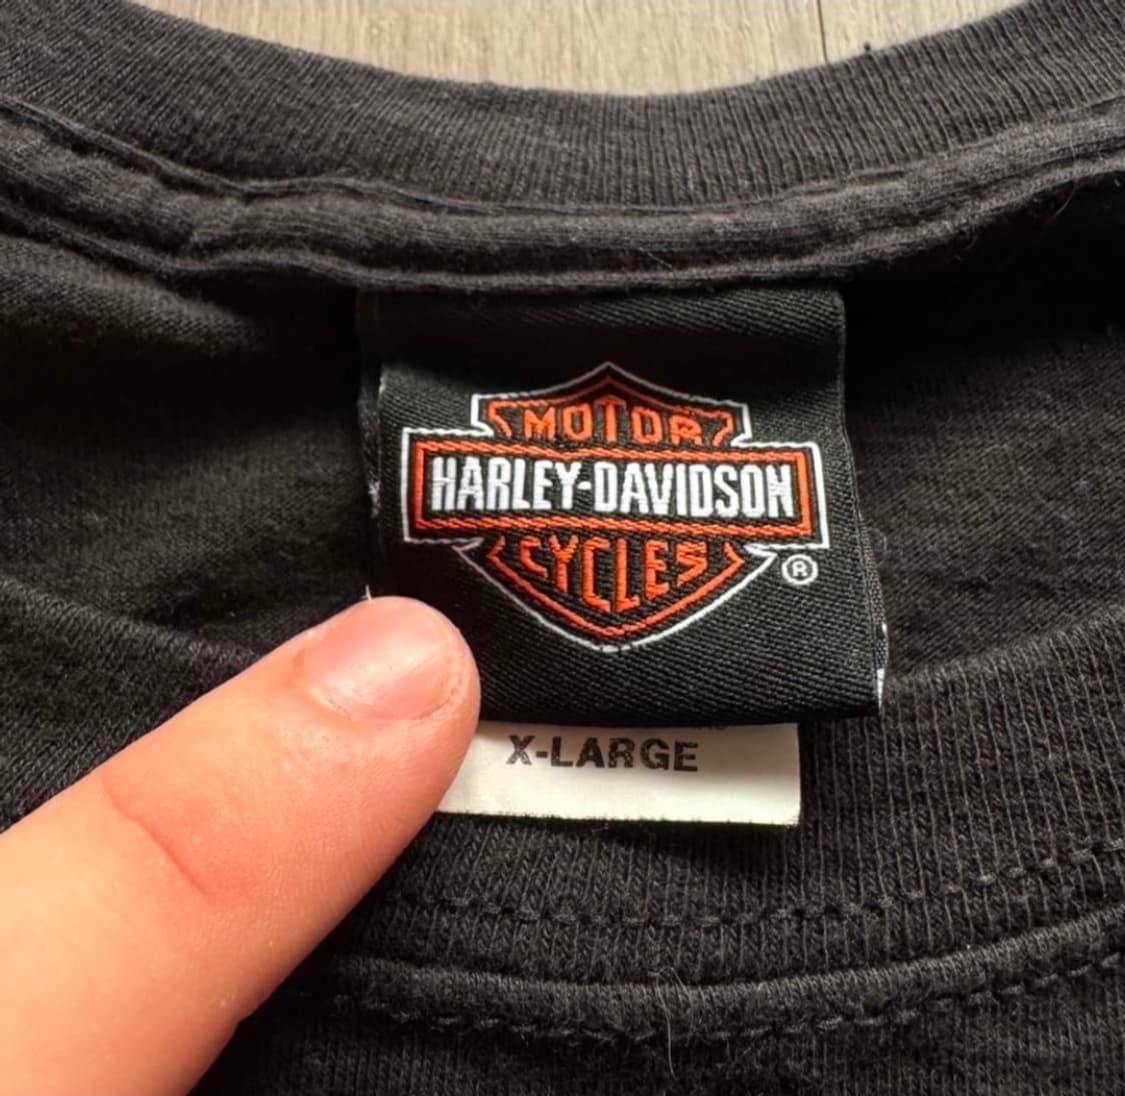 MOTOR
HARLEY-DAVIDSON
CYCLES
®
X-LARGE